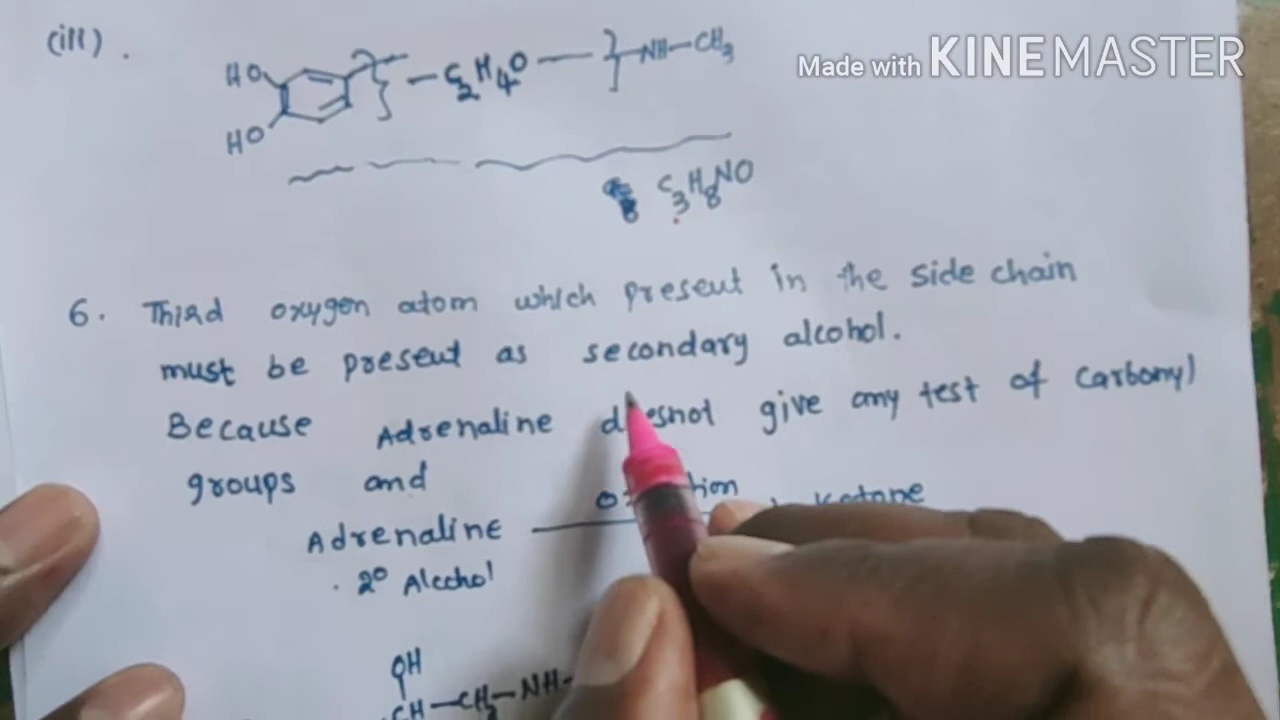 (iii).
Made with KINEMASTER
HO
C2H4O
NH-CH3
HO
C3H8NO
6. Third oxygen atom which present in the side chain
must be present as secondary alcohol.
Because Adrenaline doesnot give any test of carbonyl
groups and
Adrenaline
Ketone
2° Alcohol
OH
CH-CH2-NH-